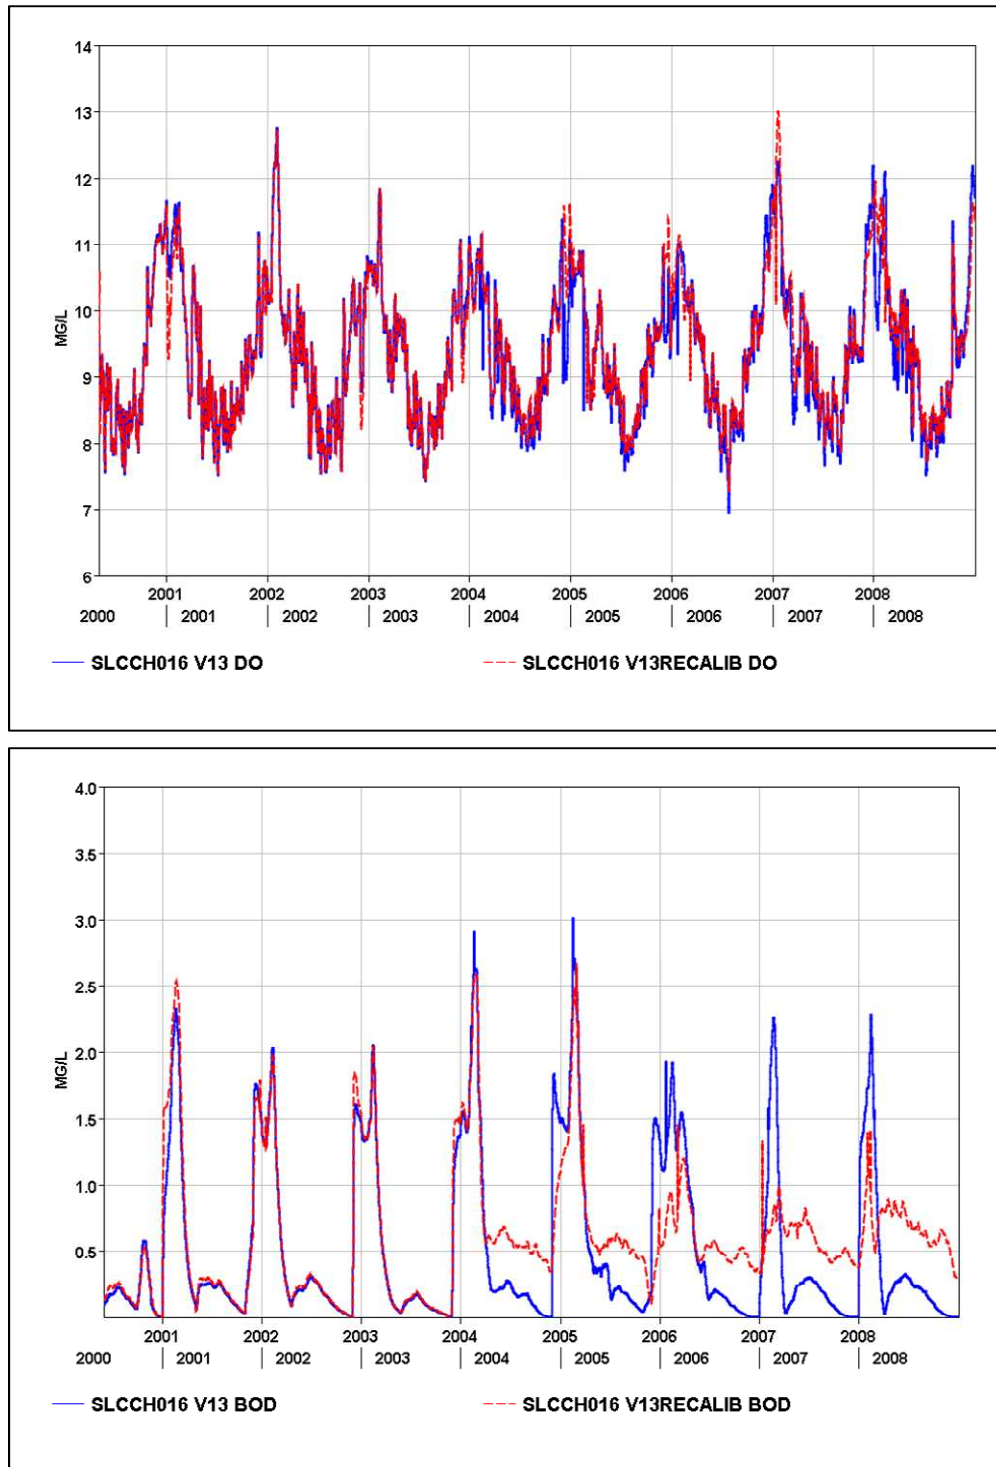 14
13
12
11
10
9
8
7
6
MG/L
2001 2002 2003 2004 2005 2006 2007 2008
2000 2001 2002 2003 2004 2005 2006 2007 2008
SLCCH016 V13 DO SLCCH016 V13RECALIB DO
4.0
3.5
3.0
2.5
2.0
1.5
1.0
0.5
MG/L
2001 2002 2003 2004 2005 2006 2007 2008
2000 2001 2002 2003 2004 2005 2006 2007 2008
SLCCH016 V13 BOD SLCCH016 V13RECALIB BOD